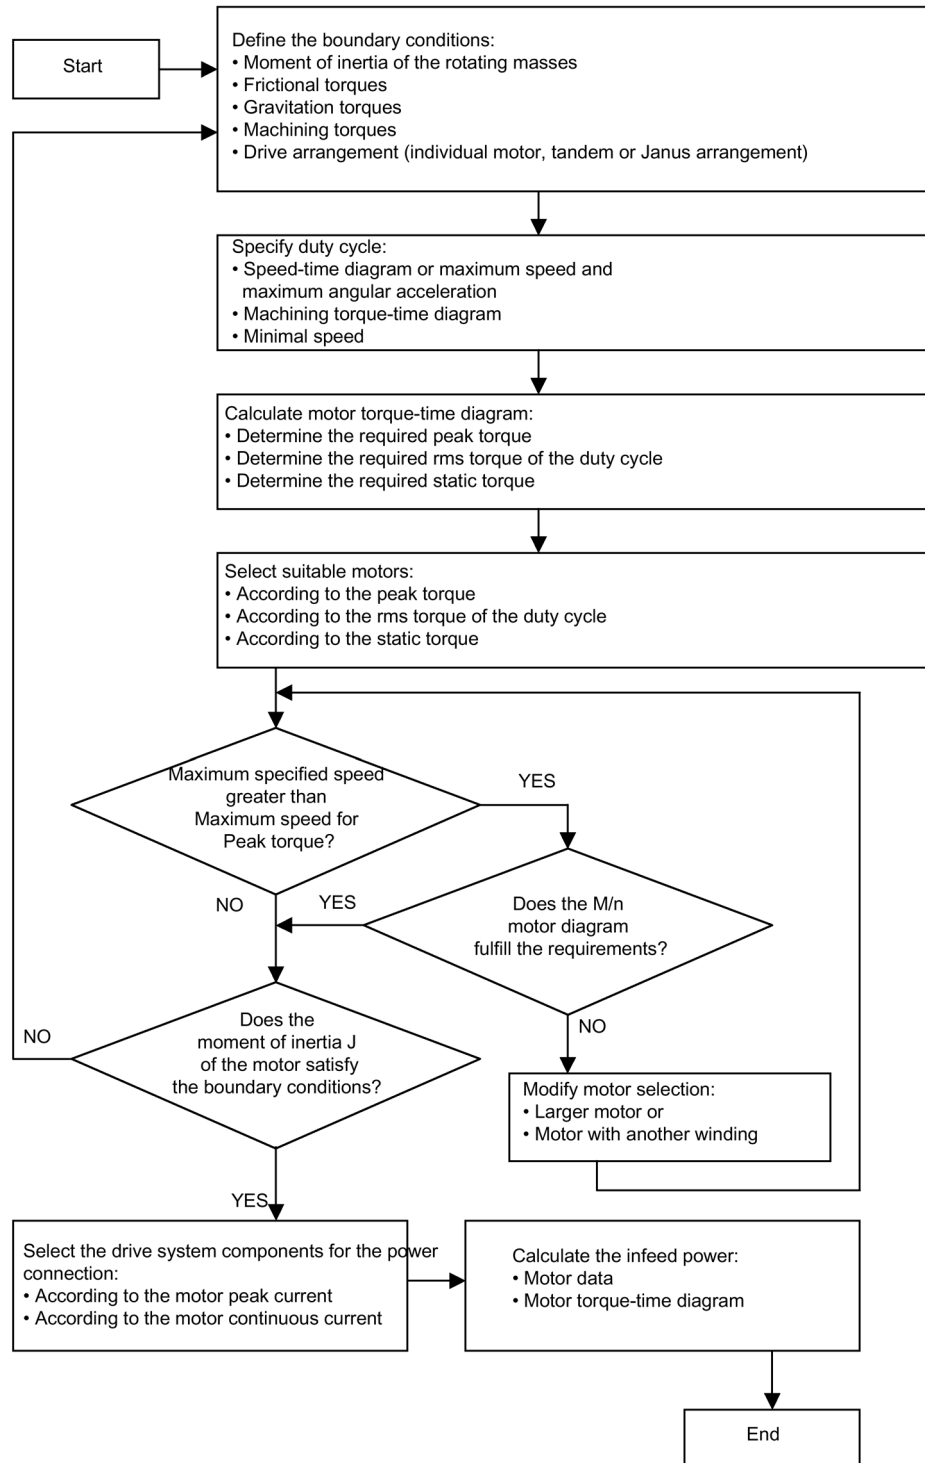 Start
Define the boundary conditions:
• Moment of inertia of the rotating masses
• Frictional torques
• Gravitation torques
• Machining torques
• Drive arrangement (individual motor, tandem or Janus arrangement)
Specify duty cycle:
• Speed-time diagram or maximum speed and
maximum angular acceleration
• Machining torque-time diagram
• Minimal speed
Calculate motor torque-time diagram:
• Determine the required peak torque
• Determine the required rms torque of the duty cycle
• Determine the required static torque
Select suitable motors:
• According to the peak torque
• According to the rms torque of the duty cycle
• According to the static torque
Maximum specified speed
greater than
Maximum speed for
Peak torque?
YES
NO
YES
Does the M/n
motor diagram
fulfill the requirements?
NO
Does the
moment of inertia J
of the motor satisfy
the boundary conditions?
NO
Modify motor selection:
• Larger motor or
• Motor with another winding
YES
Select the drive system components for the power
connection:
• According to the motor peak current
• According to the motor continuous current
Calculate the infeed power:
• Motor data
• Motor torque-time diagram
End